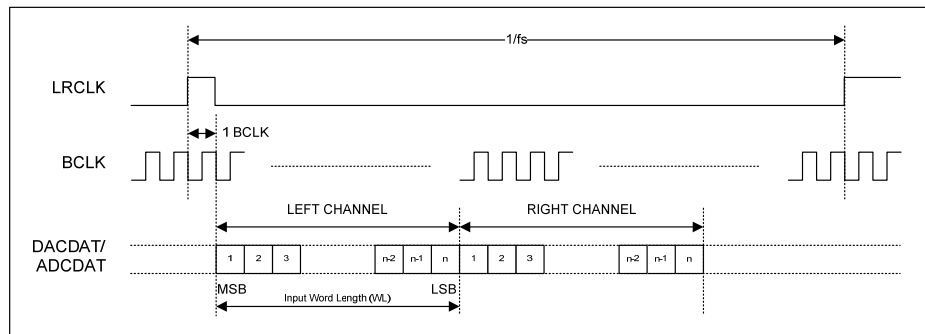 1/fs
LRCLK
1 BCLK
BCLK
LEFT CHANNEL RIGHT CHANNEL
DACDAT/
ADCDAT
1 2 3 n-2 n-1 n 1 2 3 n-2 n-1 n
MSB LSB
Input Word Length (WL)